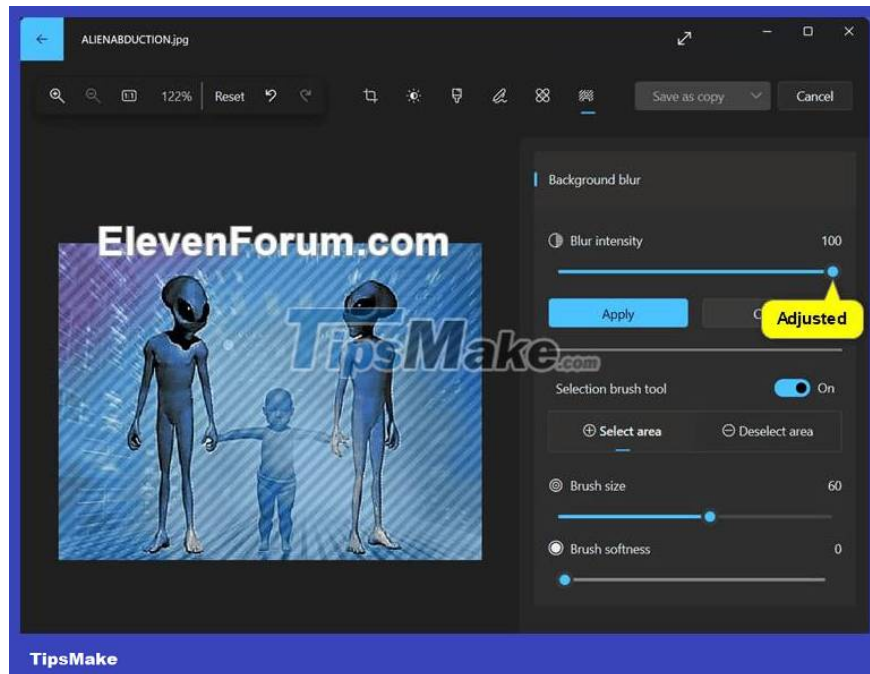 ALIENABDUCTION.jpg
122% Reset Save as copy Cancel
Background blur
ElevenForum.com
Blur intensity 100
Apply
Adjusted
TipsMake.com
Selection brush tool On
Select area Deselect area
Brush size 60
Brush softness 0
TipsMake